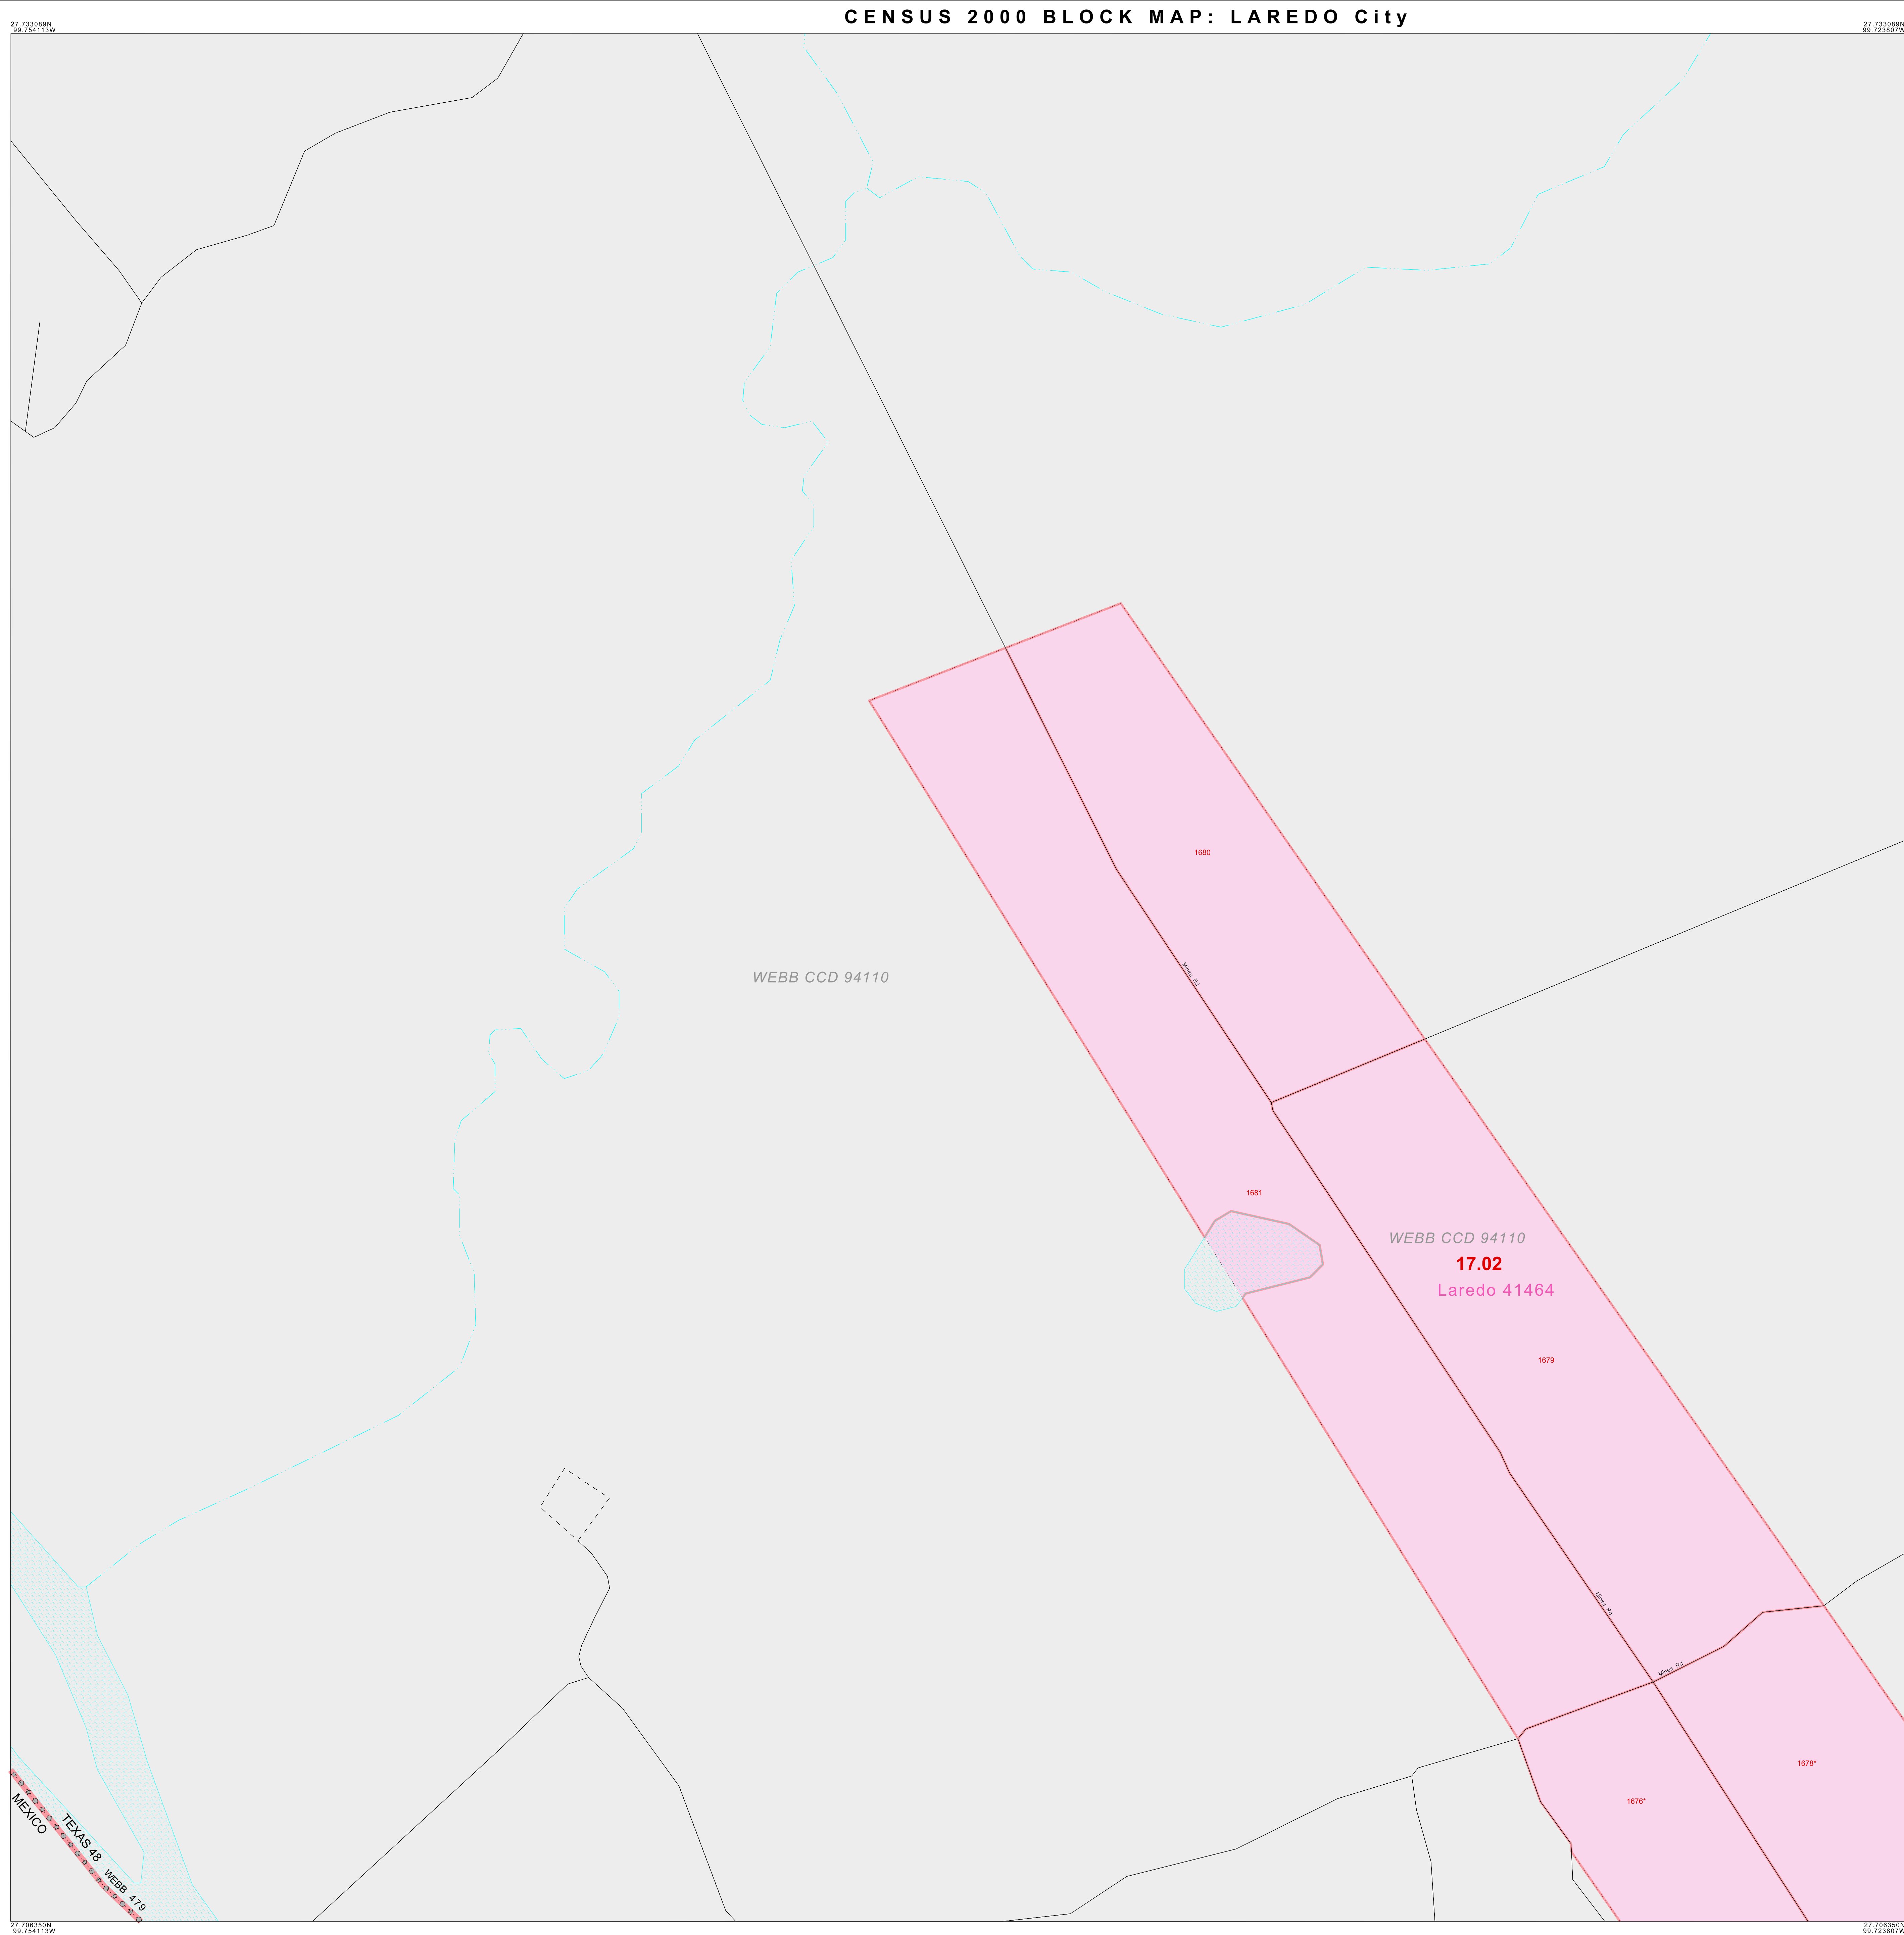 CENSUS 2000 BLOCK MAP: LAREDO City
27.733089N
99.754113W
27.733089N
99.723807W
1680
Mines Rd
WEBB CCD 94110
1681
WEBB CCD 94110
17.02
Laredo 41464
1679
Mines Rd
Mines Rd
1678*
1676*
MEXICO
TEXAS 48
WEBB 479
27.706350N
99.754113W
27.706350N
99.723807W